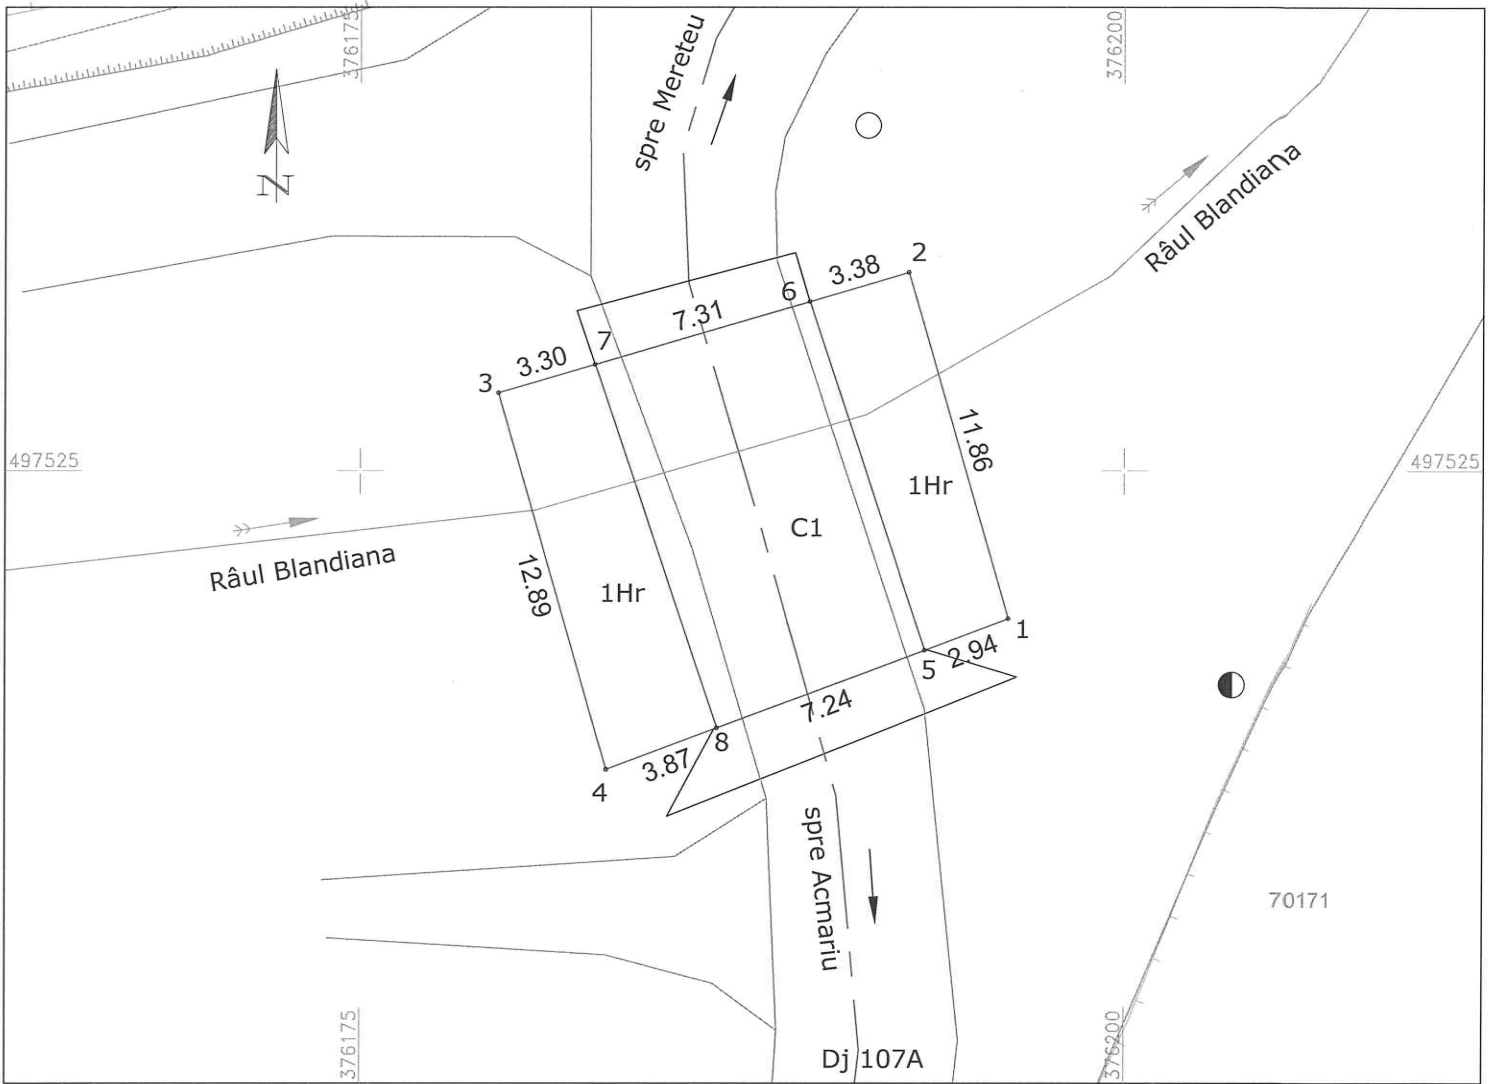 376175
376200
spre Mereteu
N
Râul Blandiana
2
3.38
6
7.31
7
3.30
3
11.86
497525
497525
1Hr
C1
Râul Blandiana
12.89
1Hr
1
2.94
5
7.24
8
3.87
4
spre Acmariu
70171
376175
376200
Dj 107A